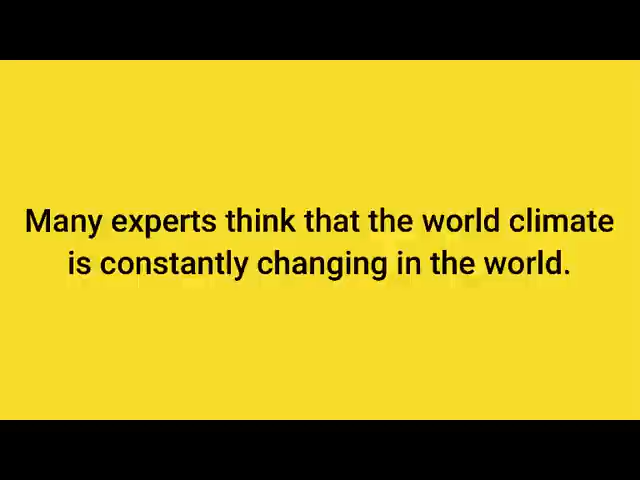 Many experts think that the world climate
is constantly changing in the world.